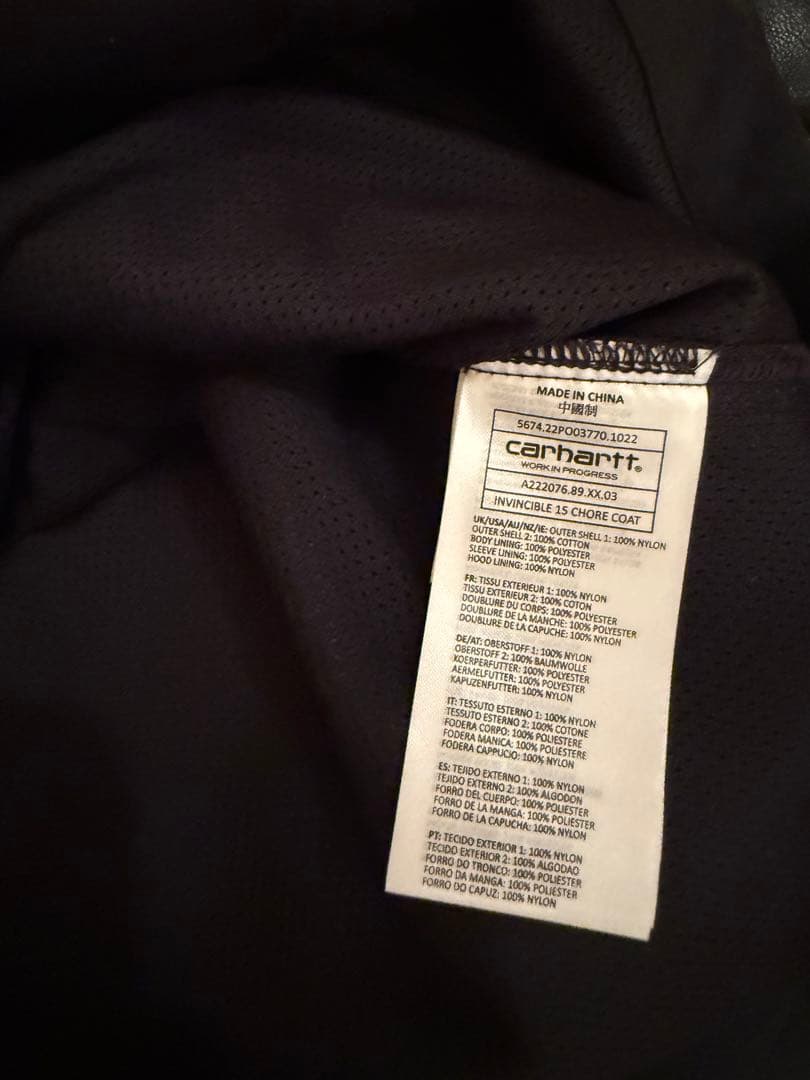 MADE IN CHINA
中國制
5674.22PO03770.1022
carhartt®
WORK IN PROGRESS
A222076.89.XX.03
INVINCIBLE 15 CHORE COAT
UK/USA/AU/NZ/IE: OUTER SHELL 1: 100% NYLON
OUTER SHELL 2: 100% COTTON
BODY LINING: 100% POLYESTER
SLEEVE LINING: 100% POLYESTER
HOOD LINING: 100% NYLON
FR: TISSU EXTERIEUR 1: 100% NYLON
TISSU EXTERIEUR 2: 100% COTON
DOUBLURE DU CORPS: 100% POLYESTER
DOUBLURE DE LA MANCHE: 100% POLYESTER
DOUBLURE DE LA CAPUCHE: 100% NYLON
DE/AT: OBERSTOFF 1: 100% NYLON
OBERSTOFF 2: 100% BAUMWOLLE
KOERPERFUTTER: 100% POLYESTER
AERMELFUTTER: 100% POLYESTER
KAPUZENFUTTER: 100% NYLON
IT: TESSUTO ESTERNO 1: 100% NYLON
TESSUTO ESTERNO 2: 100% COTONE
FODERA CORPO: 100% POLIESTERE
FODERA MANICA: 100% POLIESTERE
FODERA CAPPUCIO: 100% NYLON
ES: TEJIDO EXTERNO 1: 100% NYLON
TEJIDO EXTERNO 2: 100% ALGODON
FORRO DEL CUERPO: 100% POLIESTER
FORRO DE LA MANGA: 100% POLIESTER
FORRO DE LA CAPUCHA: 100% NYLON
PT: TECIDO EXTERIOR 1: 100% NYLON
TECIDO EXTERIOR 2: 100% ALGODAO
FORRO DO TRONCO: 100% POLIESTER
FORRO DA MANGA: 100% POLIESTER
FORRO DO CAPUZ: 100% NYLON